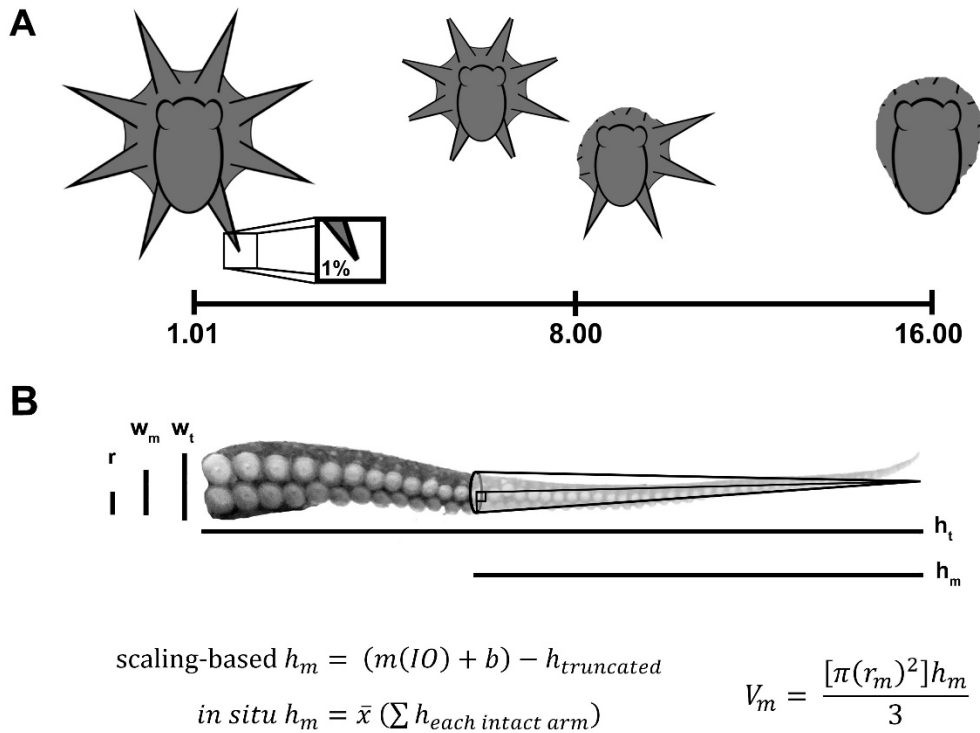 A
1%
1.01 8.00 16.00
B
r w_m w_t
h_t
h_m
scaling-based h_m = (m(IO) + b) − h_truncated
in situ h_m = x̄ (∑ h_each intact arm)
V_m = [π(r_m)²]h_m / 3